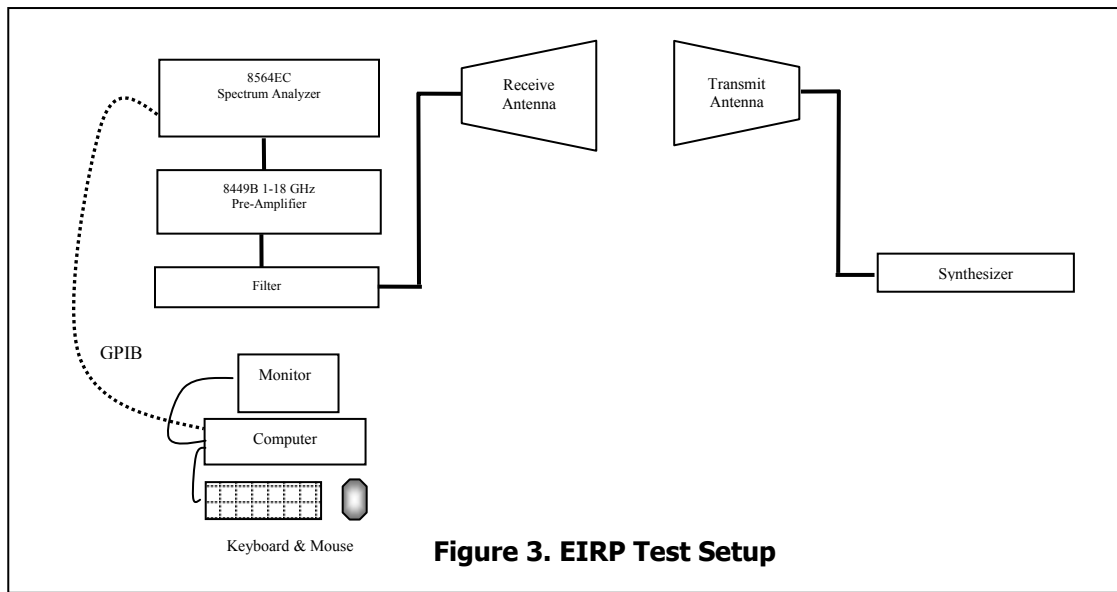 8564EC
Spectrum Analyzer
Receive
Antenna
Transmit
Antenna
8449B 1-18 GHz
Pre-Amplifier
Filter
Synthesizer
GPIB
Monitor
Computer
Keyboard & Mouse
Figure 3. EIRP Test Setup